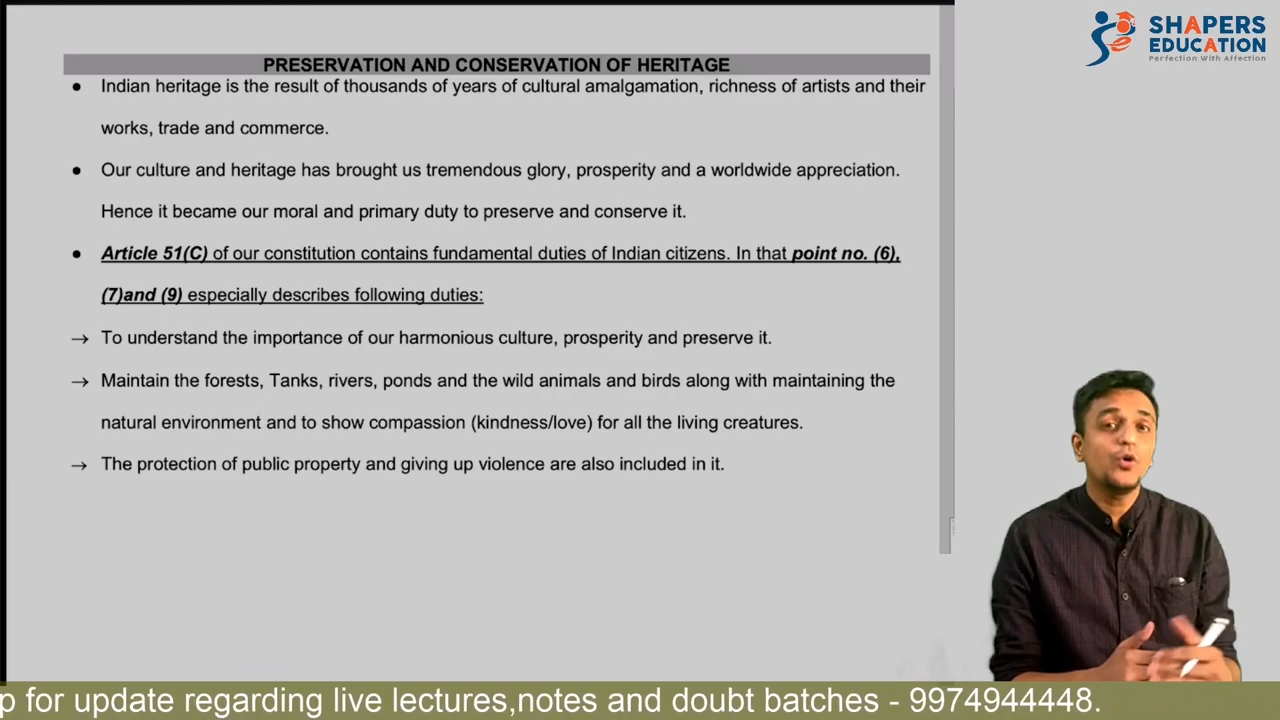 SHAPERS
EDUCATION
Perfection With Affection
PRESERVATION AND CONSERVATION OF HERITAGE
● Indian heritage is the result of thousands of years of cultural amalgamation, richness of artists and their
works, trade and commerce.
● Our culture and heritage has brought us tremendous glory, prosperity and a worldwide appreciation.
Hence it became our moral and primary duty to preserve and conserve it.
● Article 51(C) of our constitution contains fundamental duties of Indian citizens. In that point no. (6),
(7)and (9) especially describes following duties:
→ To understand the importance of our harmonious culture, prosperity and preserve it.
→ Maintain the forests, Tanks, rivers, ponds and the wild animals and birds along with maintaining the
natural environment and to show compassion (kindness/love) for all the living creatures.
→ The protection of public property and giving up violence are also included in it.
p for update regarding live lectures,notes and doubt batches - 9974944448.